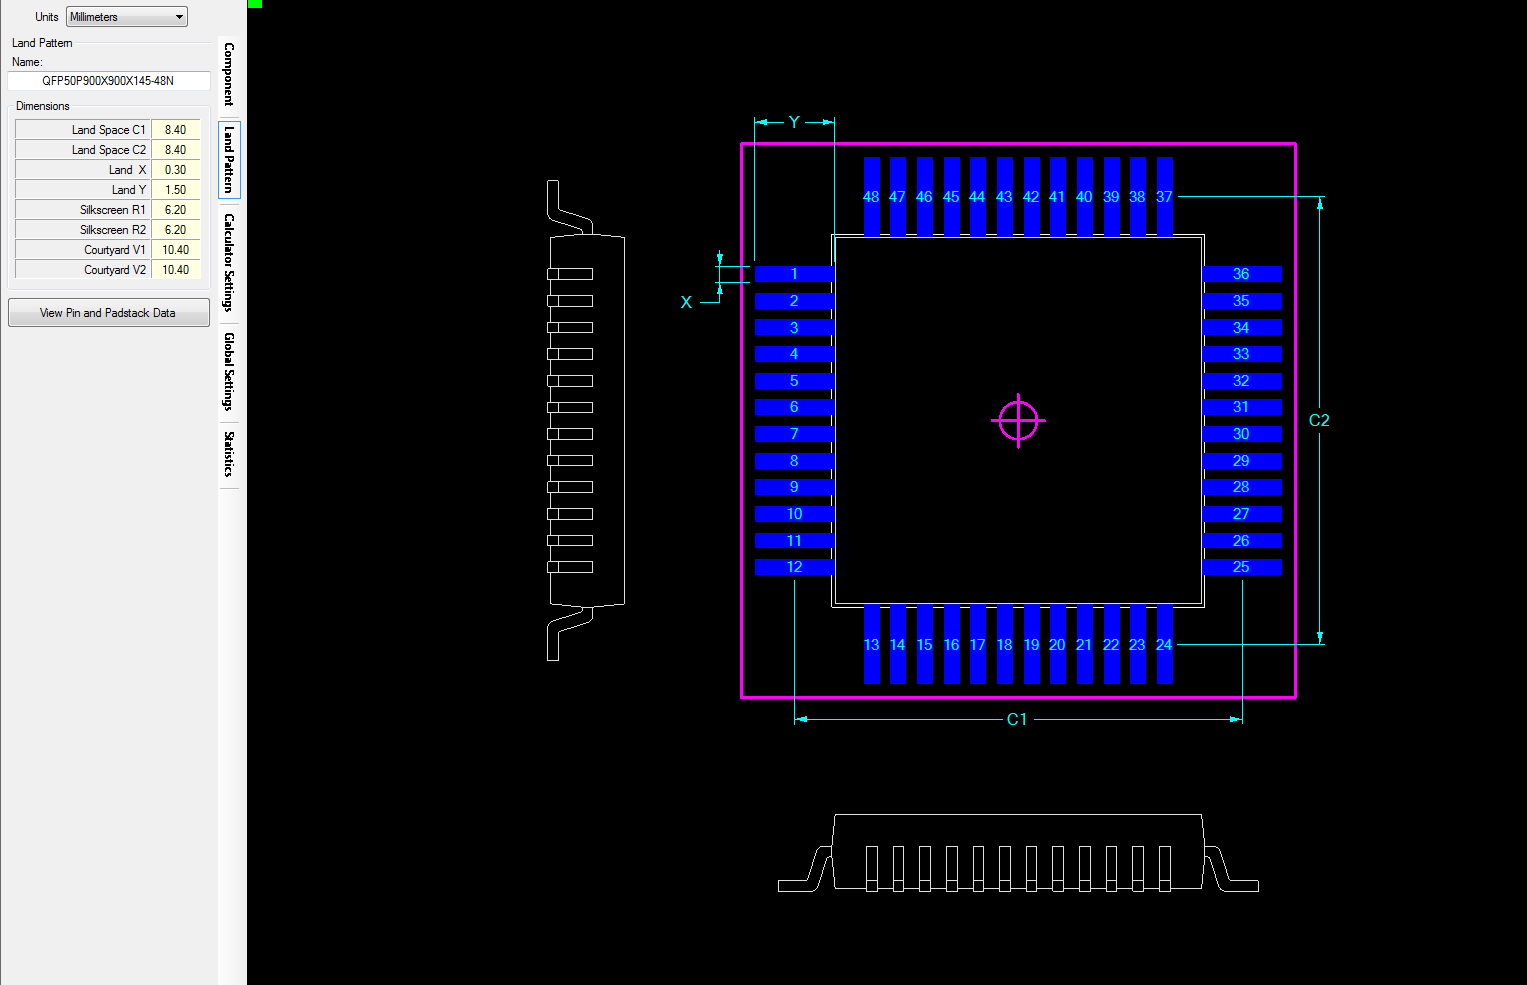 Units Millimeters
Land Pattern
Name:
QFP50P900X900X145-48N
Dimensions
Land Space C1 8.40
Land Space C2 8.40
Land X 0.30
Land Y 1.50
Silkscreen R1 6.20
Silkscreen R2 6.20
Courtyard V1 10.40
Courtyard V2 10.40
View Pin and Padstack Data
Component
Land Pattern
Calculator Settings
Global Settings
Statistics
Y
48 47 46 45 44 43 42 41 40 39 38 37
X
1
2
3
4
5
6
7
8
9
10
11
12
36
35
34
33
32
31
30
29
28
27
26
25
C2
13 14 15 16 17 18 19 20 21 22 23 24
C1